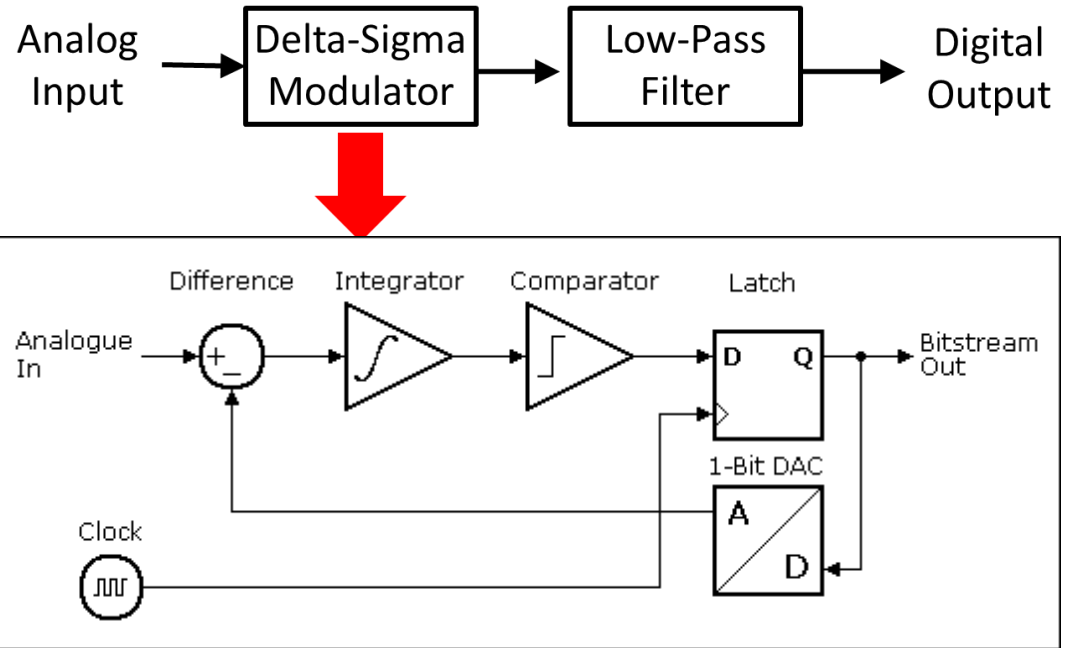 Analog
Input
Delta-Sigma
Modulator
Low-Pass
Filter
Digital
Output
Difference
Integrator
Comparator
Latch
Analogue
In
+
−
∫
D
Q
Bitstream
Out
1-Bit DAC
A
D
Clock